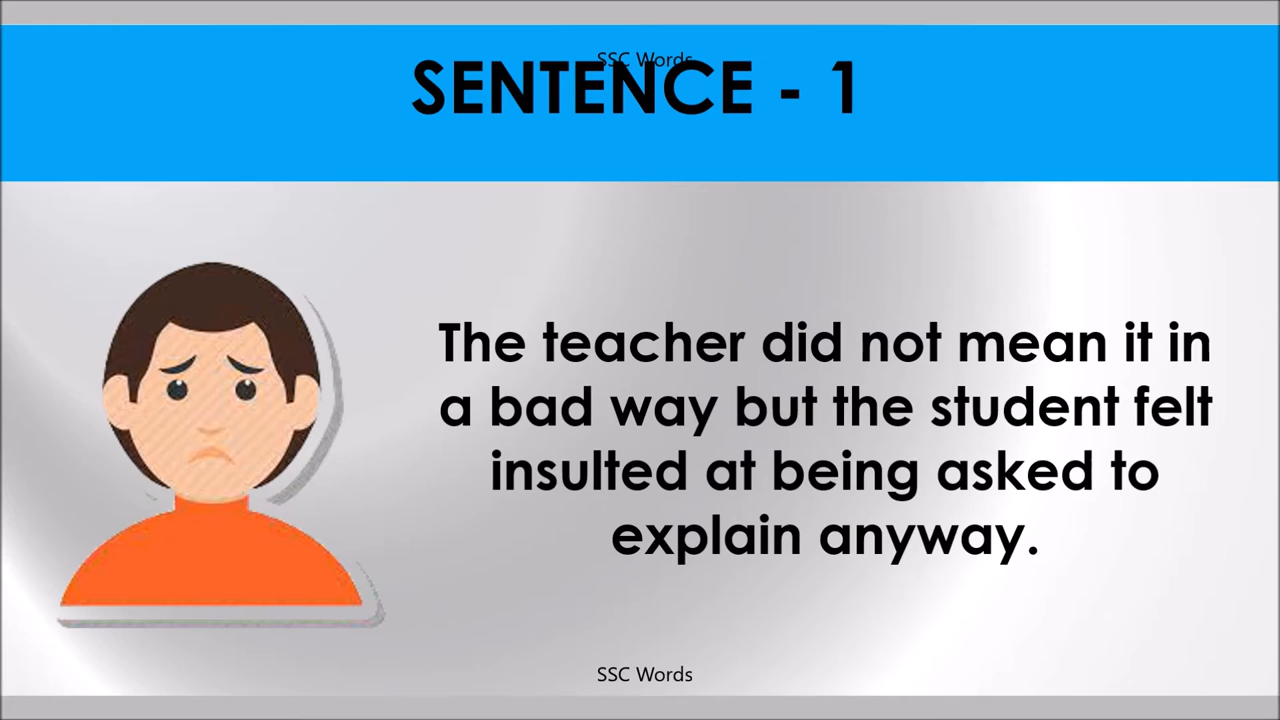 SSC Words
SENTENCE - 1
The teacher did not mean it in
a bad way but the student felt
insulted at being asked to
explain anyway.
SSC Words